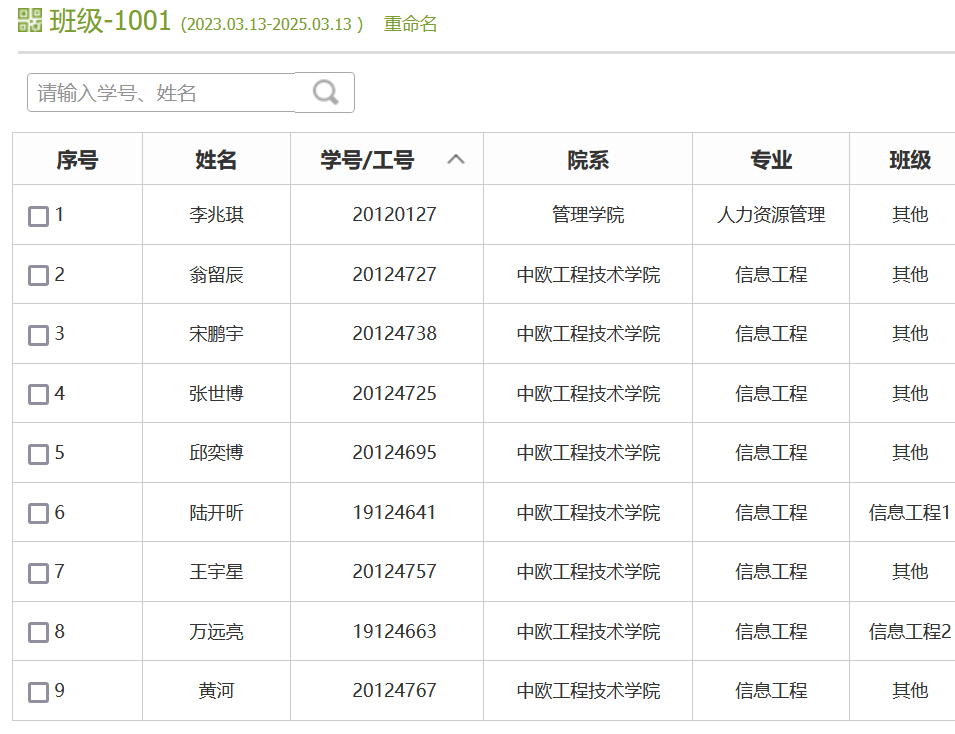 班级-1001 (2023.03.13-2025.03.13 ) 重命名
请输入学号、姓名
序号 姓名 学号/工号 院系 专业 班级
1 李兆琪 20120127 管理学院 人力资源管理 其他
2 翁留辰 20124727 中欧工程技术学院 信息工程 其他
3 宋鹏宇 20124738 中欧工程技术学院 信息工程 其他
4 张世博 20124725 中欧工程技术学院 信息工程 其他
5 邱奕博 20124695 中欧工程技术学院 信息工程 其他
6 陆开昕 19124641 中欧工程技术学院 信息工程 信息工程1
7 王宇星 20124757 中欧工程技术学院 信息工程 其他
8 万远亮 19124663 中欧工程技术学院 信息工程 信息工程2
9 黄河 20124767 中欧工程技术学院 信息工程 其他